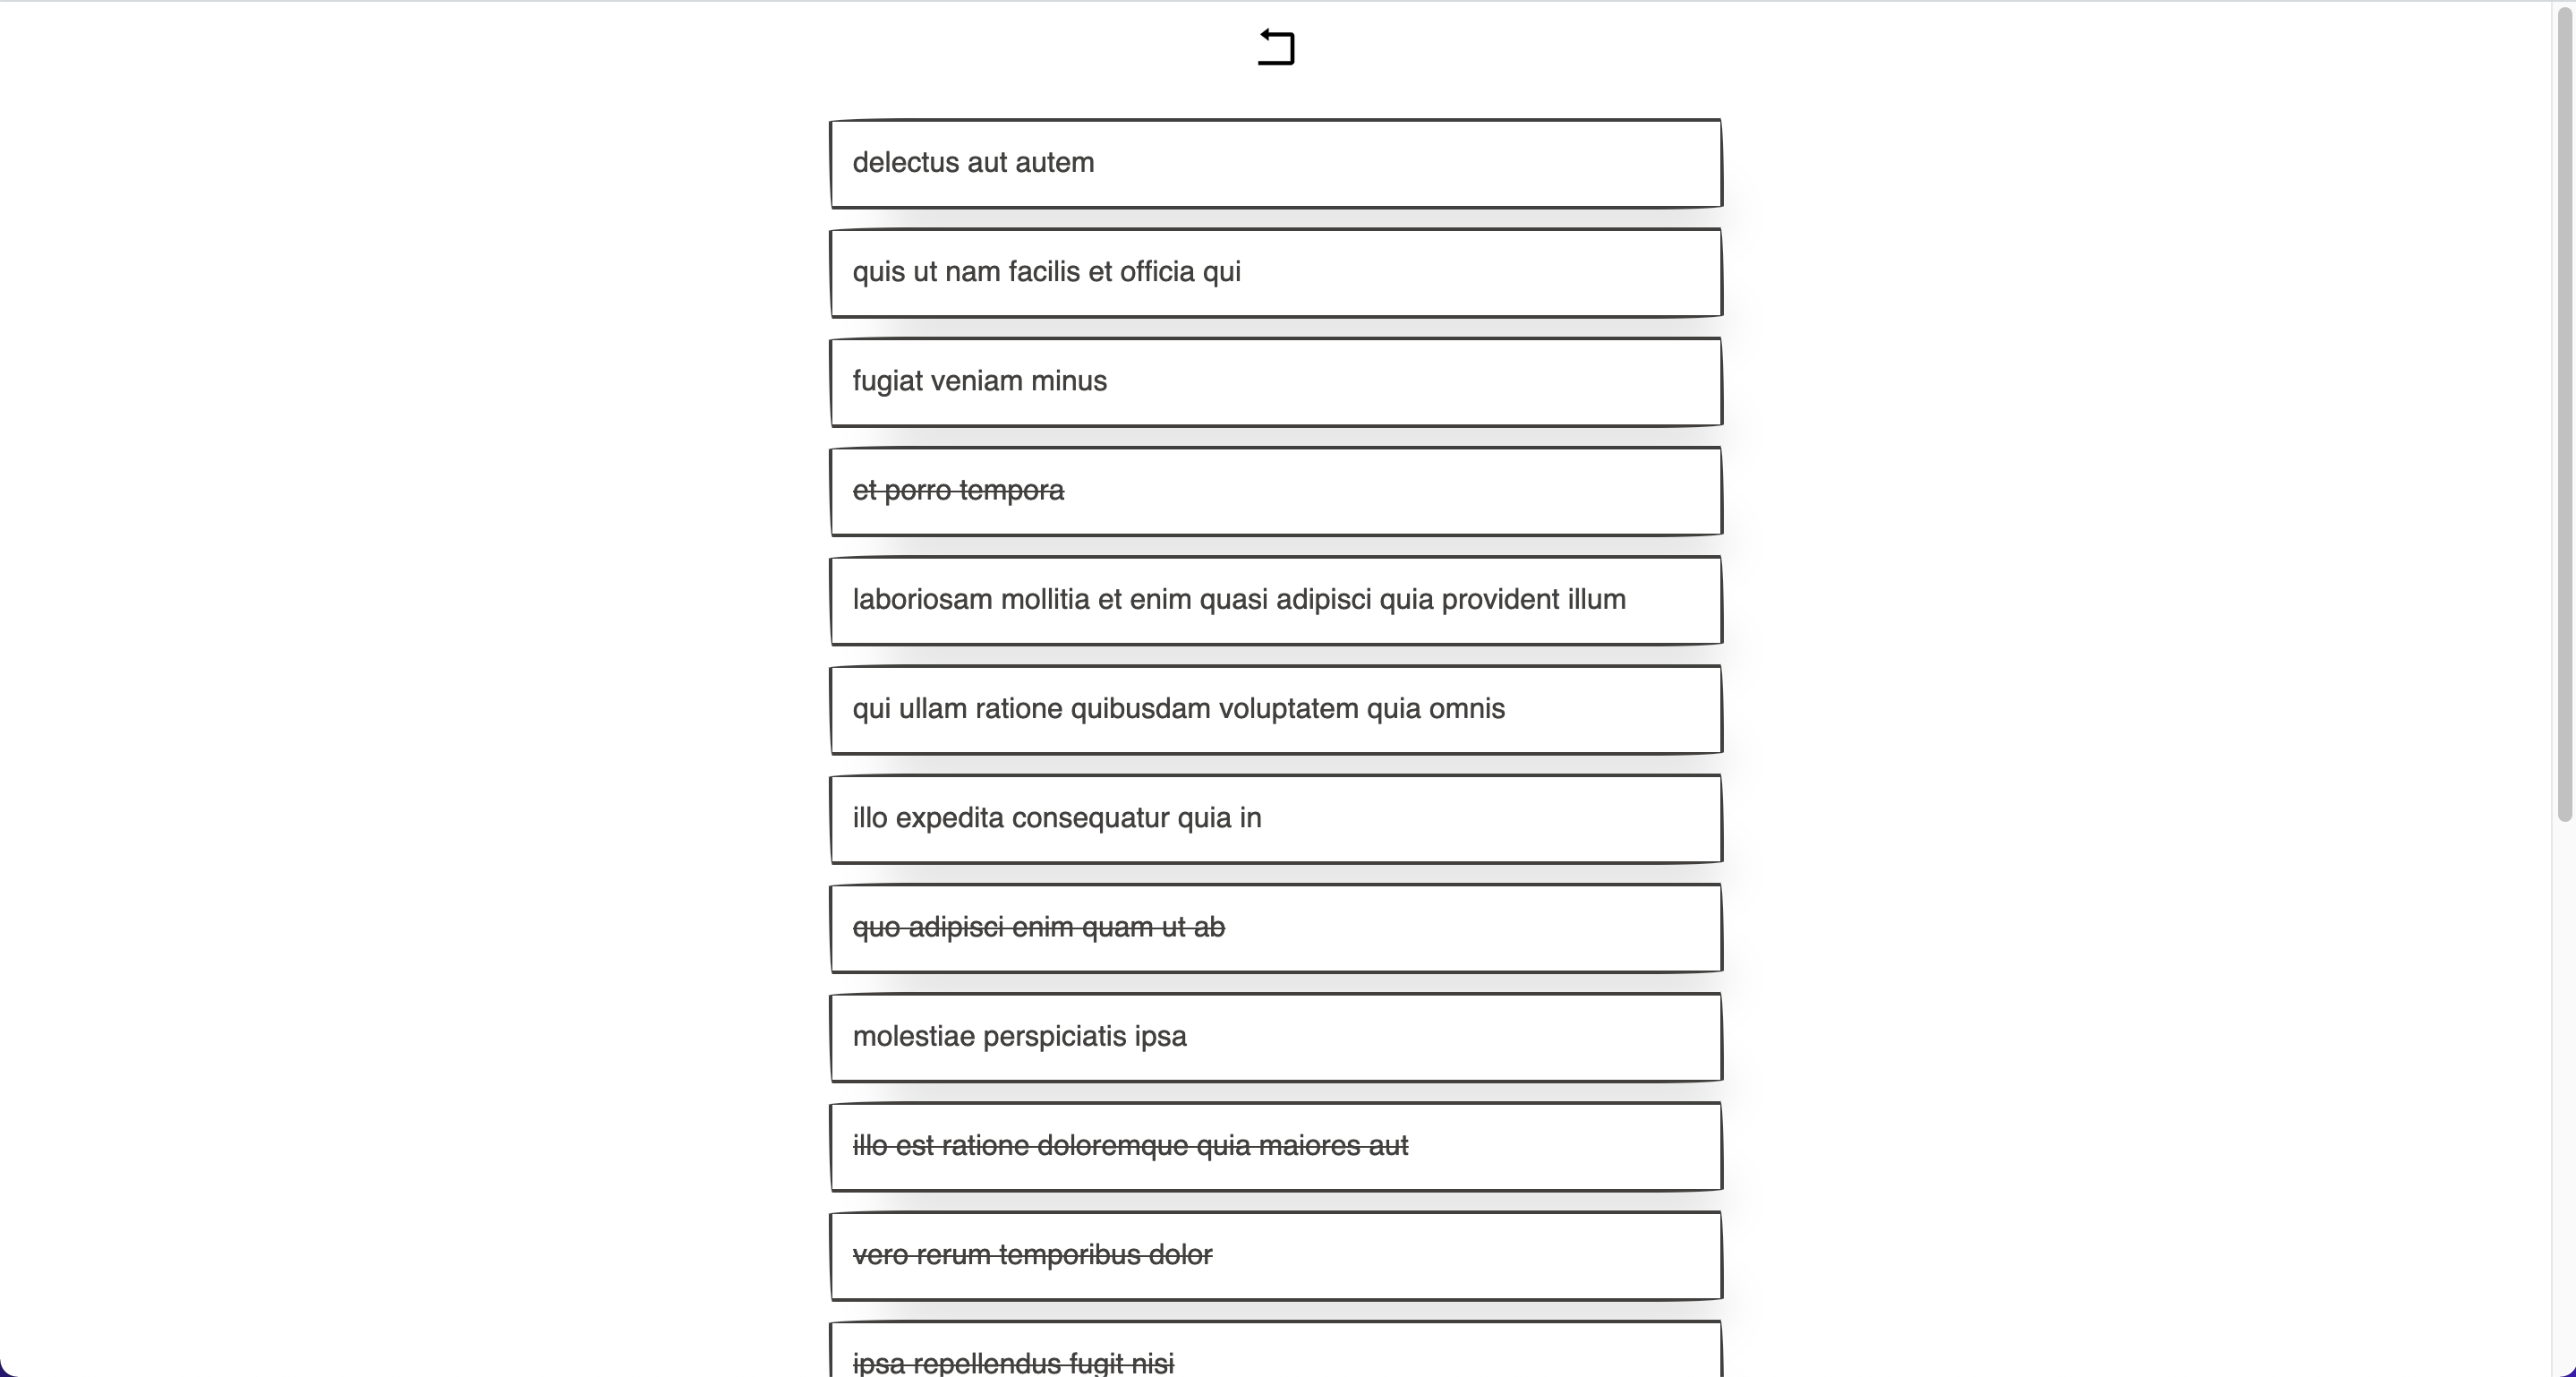 delectus aut autem
quis ut nam facilis et officia qui
fugiat veniam minus
et porro tempora
laboriosam mollitia et enim quasi adipisci quia provident illum
qui ullam ratione quibusdam voluptatem quia omnis
illo expedita consequatur quia in
quo adipisci enim quam ut ab
molestiae perspiciatis ipsa
illo est ratione doloremque quia maiores aut
vero rerum temporibus dolor
ipsa repellendus fugit nisi